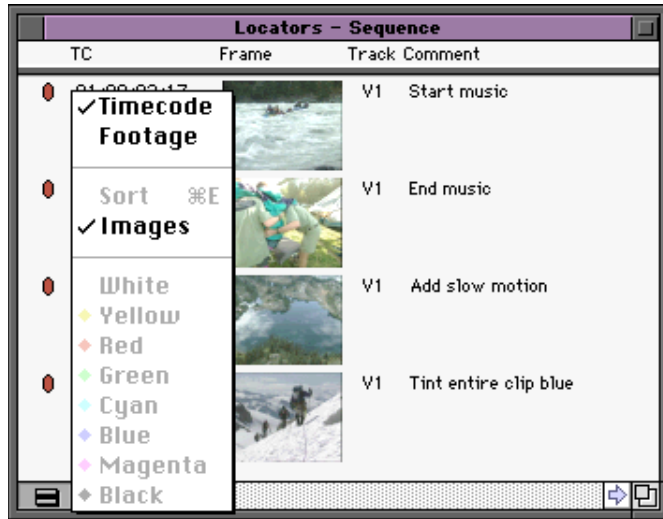 Locators – Sequence
TC Frame Track Comment
V1 Start music
✓Timecode
Footage
Sort ⌘E
V1 End music
✓Images
White
V1 Add slow motion
Yellow
Red
Green
V1 Tint entire clip blue
Cyan
Blue
Magenta
Black